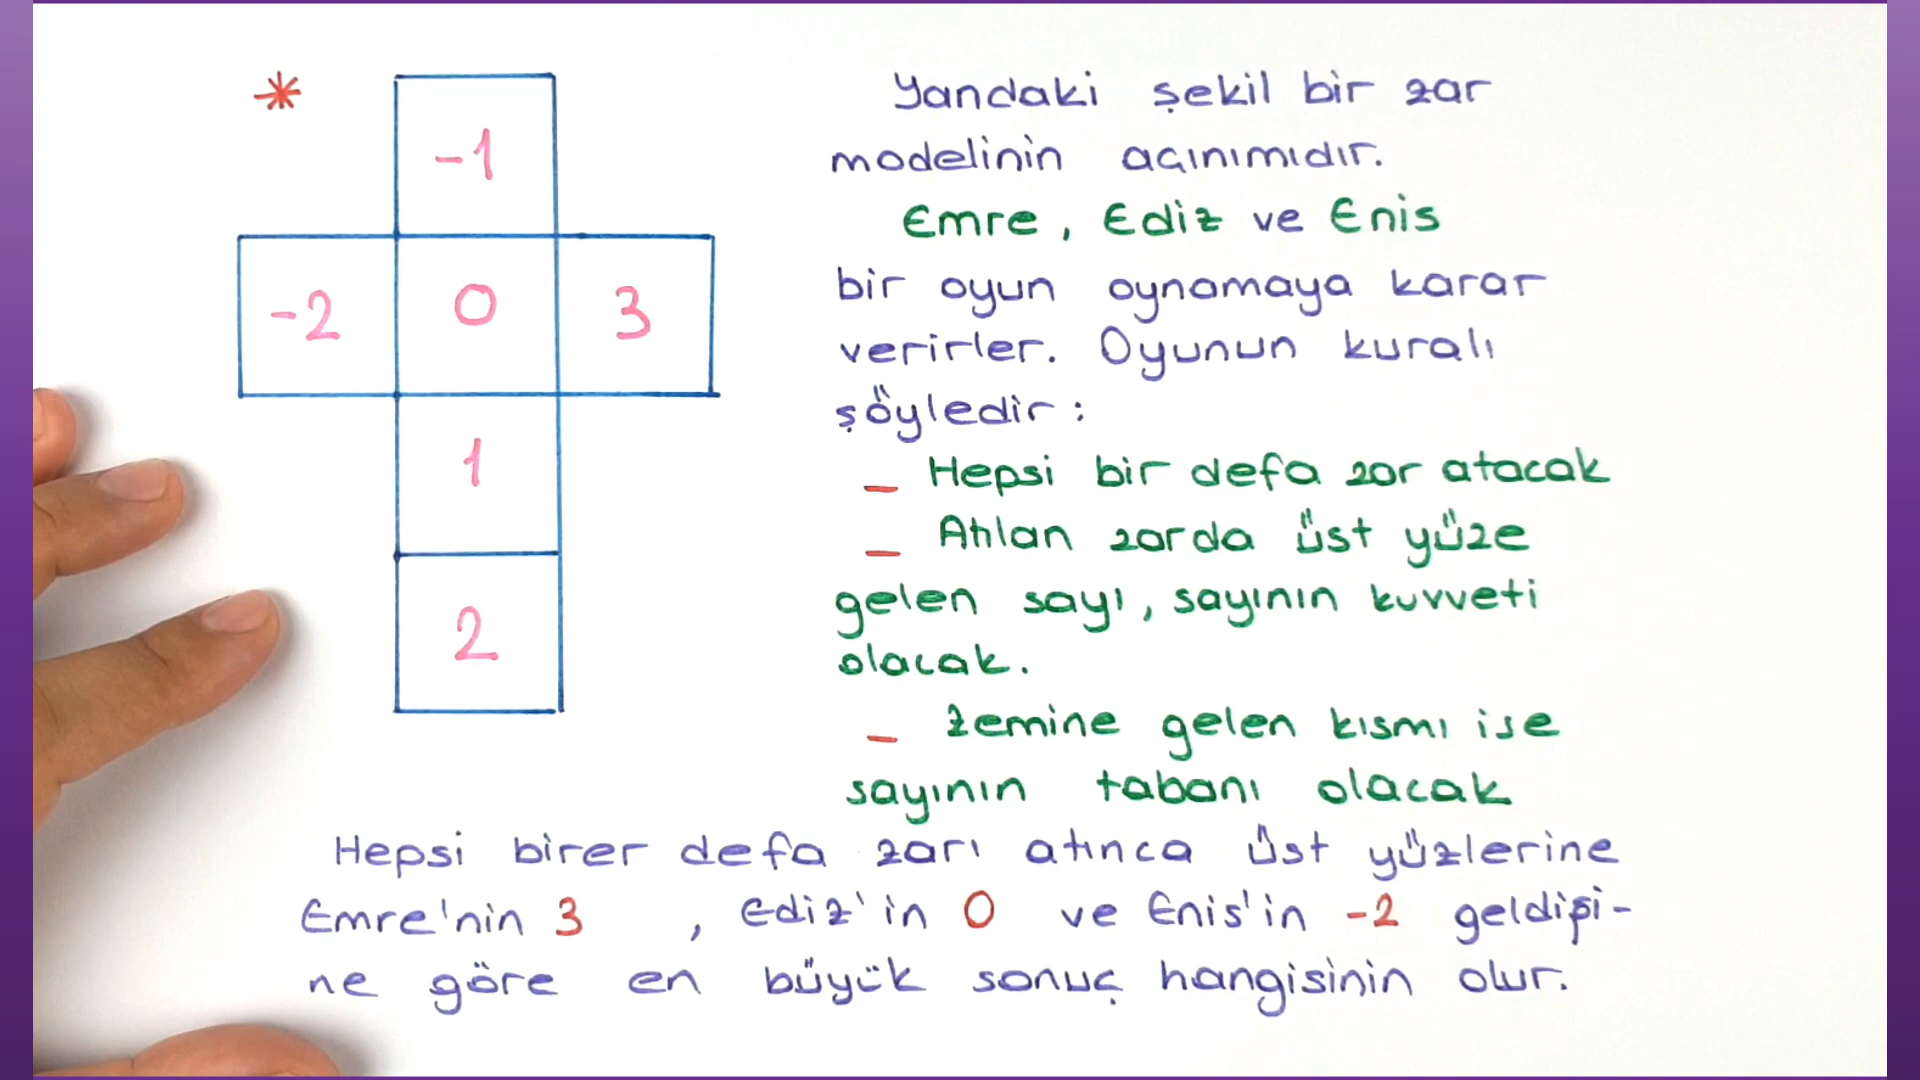 -1
-2 0 3
1
2
* Yandaki şekil bir zar
modelinin açınımıdır.
Emre, Ediz ve Enis
bir oyun oynamaya karar
verirler. Oyunun kuralı
şöyledir:
_ Hepsi bir defa zar atacak
_ Atılan zarda üst yüze
gelen sayı, sayının kuvveti
olacak.
_ Zemine gelen kısmı ise
sayının tabanı olacak
Hepsi birer defa zarı atınca üst yüzlerine
Emre'nin 3 , Ediz'in 0 ve Enis'in -2 geldiği-
ne göre en büyük sonuç hangisinin olur.